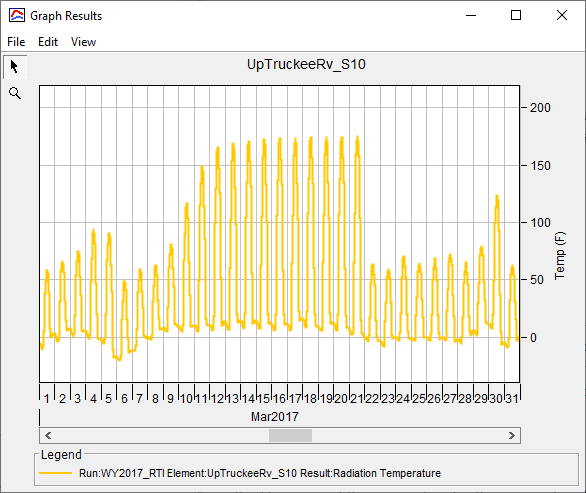 Graph Results
File Edit View
UpTruckeeRv_S10
200
150
100
50
0
Temp (F)
1 2 3 4 5 6 7 8 9 10 11 12 13 14 15 16 17 18 19 20 21 22 23 24 25 26 27 28 29 30 31
Mar2017
Legend
Run:WY2017_RTI Element:UpTruckeeRv_S10 Result:Radiation Temperature